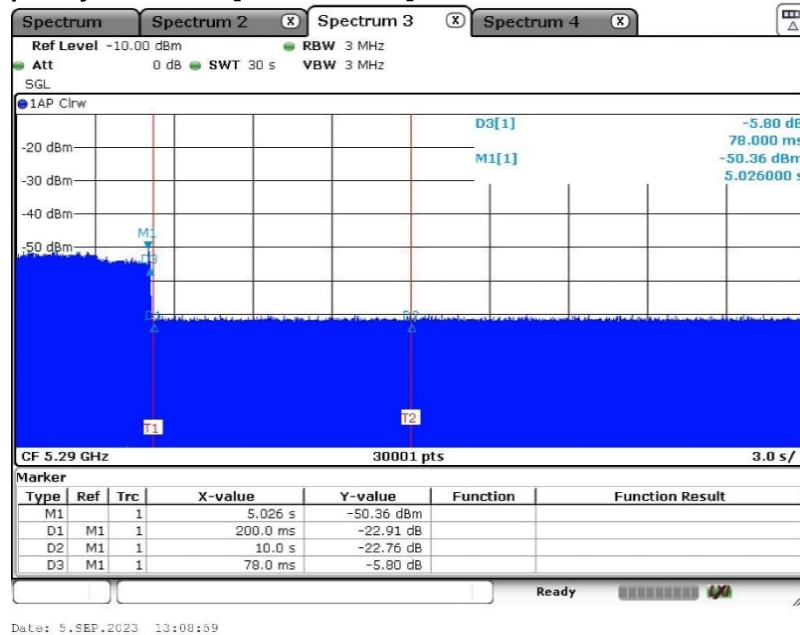 Spectrum Spectrum 2 X Spectrum 3 X Spectrum 4 X
Ref Level -10.00 dBm RBW 3 MHz
Att 0 dB SWT 30 s VBW 3 MHz
SGL
1AP Clrw
D3[1] -5.80 dB
78.000 ms
M1[1] -50.36 dBm
5.026000 s
-20 dBm
-30 dBm
-40 dBm
M1
-50 dBm
D3
D1 D2
T1 T2
CF 5.29 GHz 30001 pts 3.0 s/
Marker
Type Ref Trc X-value Y-value Function Function Result
M1 1 5.026 s -50.36 dBm
D1 M1 1 200.0 ms -22.91 dB
D2 M1 1 10.0 s -22.76 dB
D3 M1 1 78.0 ms -5.80 dB
Ready
Date: 5.SEP.2023 13:08:59